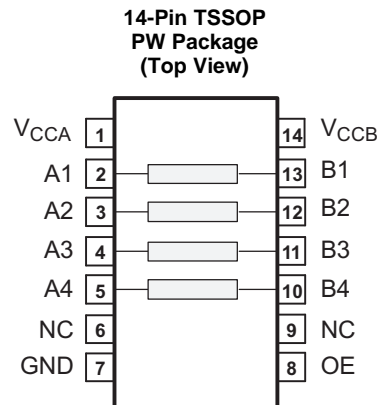 14-Pin TSSOP
PW Package
(Top View)
VCCA 1 14 VCCB
A1 2 13 B1
A2 3 12 B2
A3 4 11 B3
A4 5 10 B4
NC 6 9 NC
GND 7 8 OE